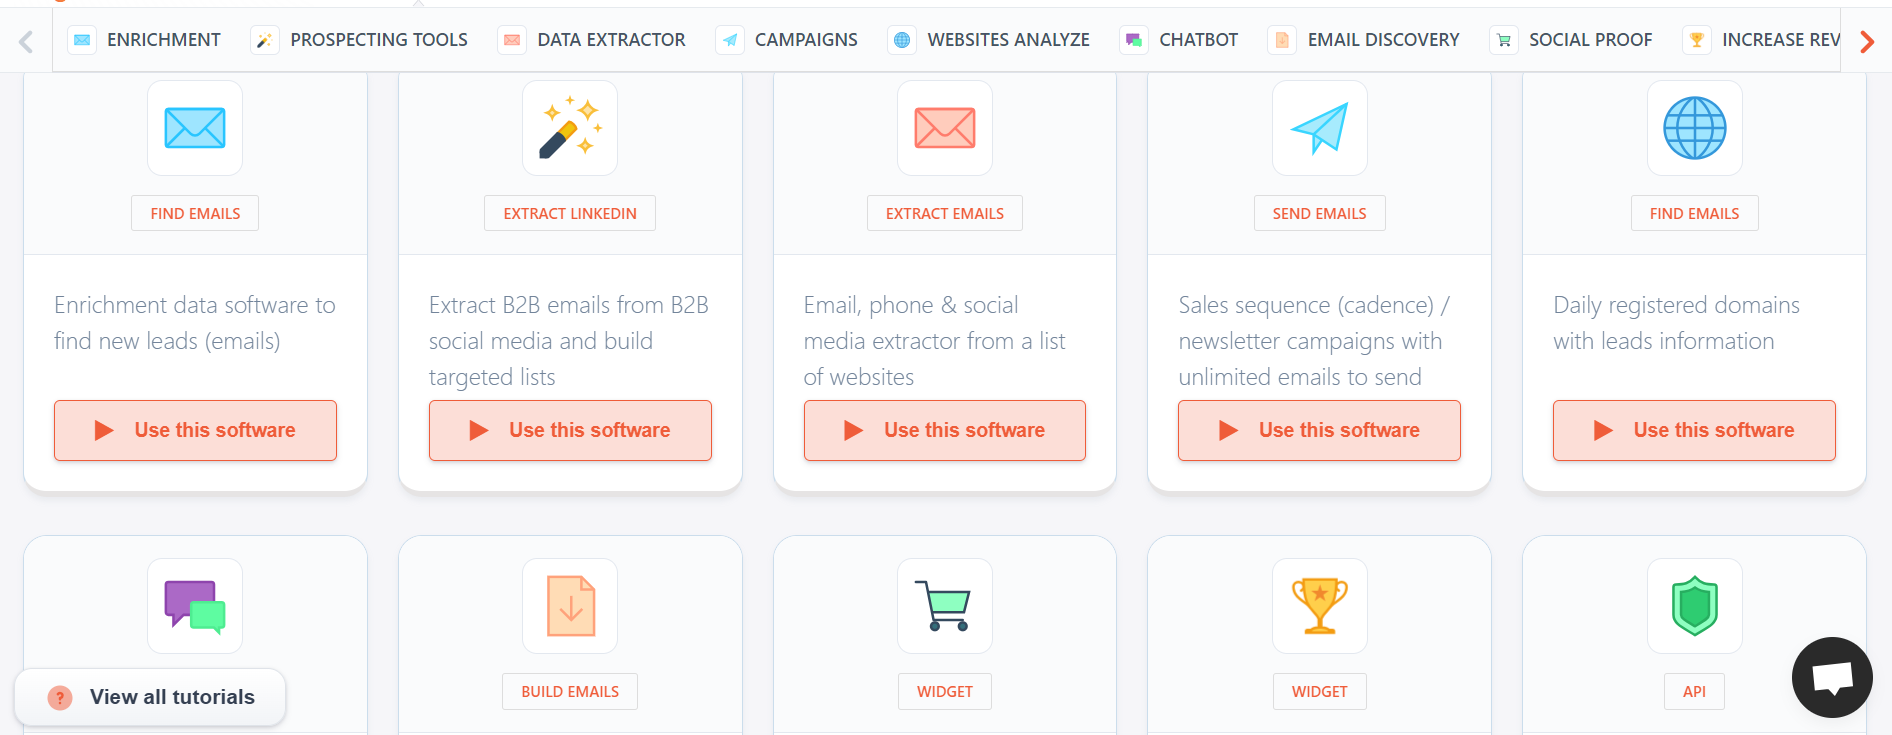 ENRICHMENT
PROSPECTING TOOLS
DATA EXTRACTOR
CAMPAIGNS
WEBSITES ANALYZE
CHATBOT
EMAIL DISCOVERY
SOCIAL PROOF
INCREASE REV
FIND EMAILS
EXTRACT LINKEDIN
EXTRACT EMAILS
SEND EMAILS
FIND EMAILS
Enrichment data software to
find new leads (emails)
Extract B2B emails from B2B
social media and build
targeted lists
Email, phone & social
media extractor from a list
of websites
Sales sequence (cadence) /
newsletter campaigns with
unlimited emails to send
Daily registered domains
with leads information
Use this software
Use this software
Use this software
Use this software
Use this software
? View all tutorials
BUILD EMAILS
WIDGET
WIDGET
API